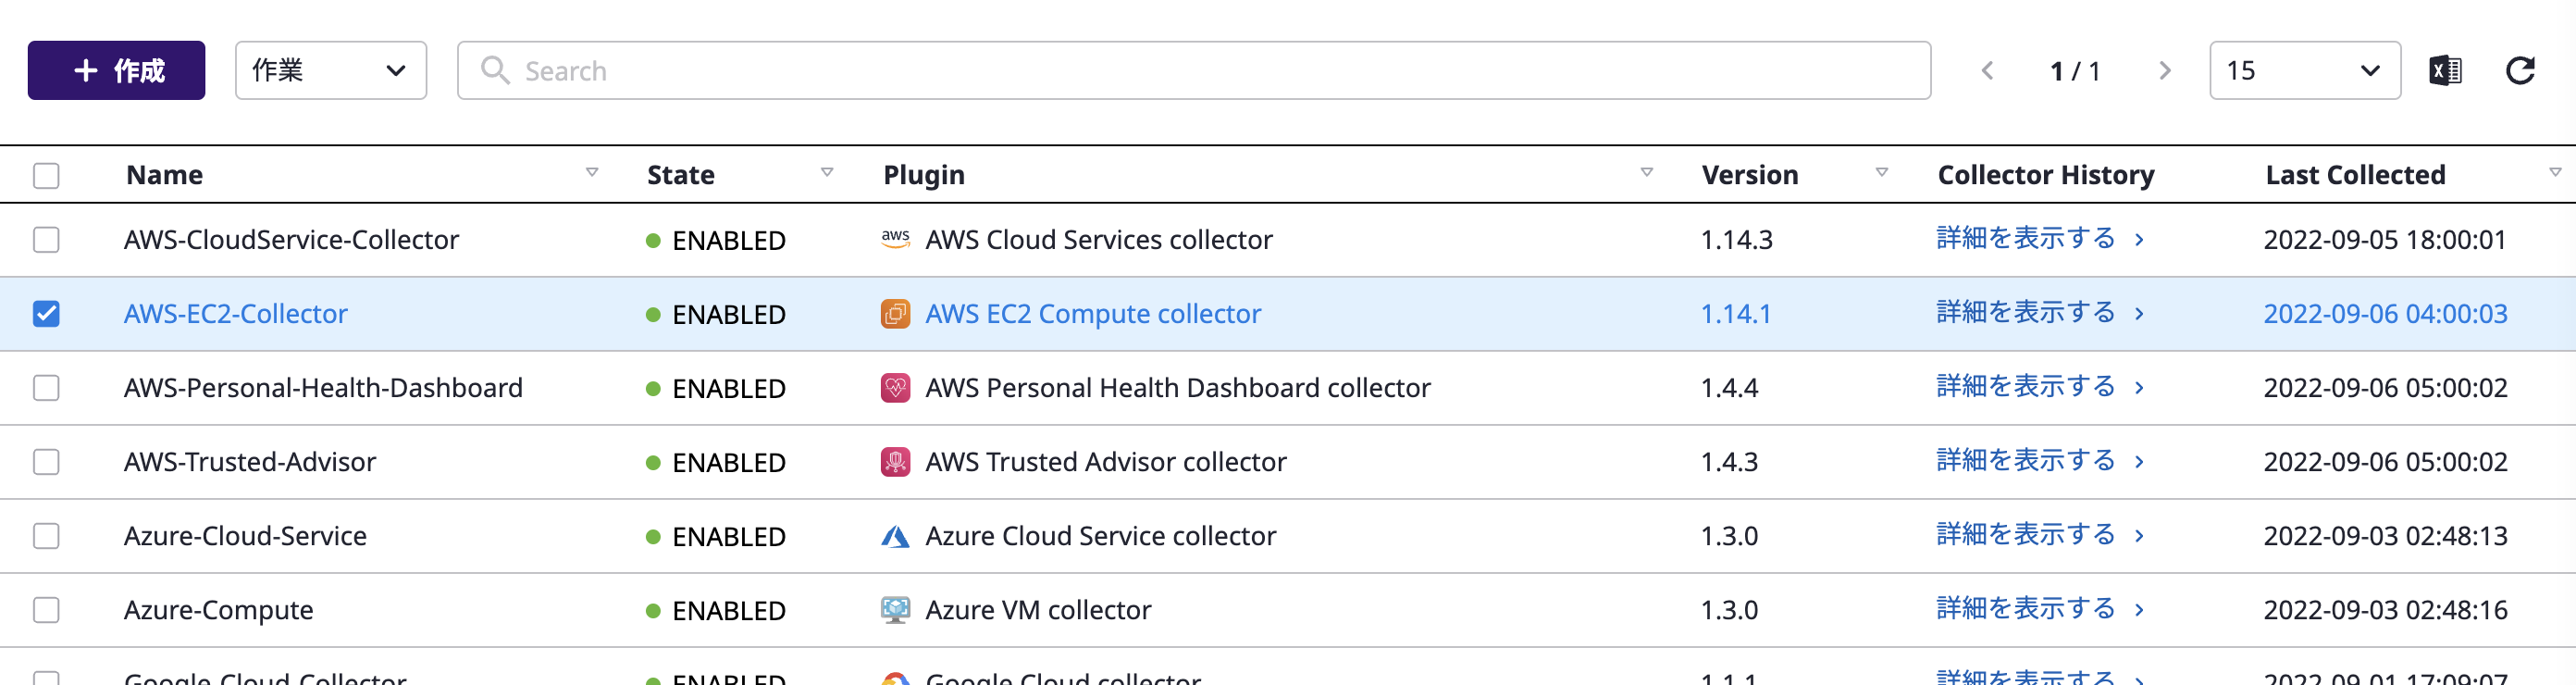 作成 作業 Search 1 / 1 15
Name State Plugin Version Collector History Last Collected
AWS-CloudService-Collector ENABLED aws AWS Cloud Services collector 1.14.3 詳細を表示する 2022-09-05 18:00:01
AWS-EC2-Collector ENABLED AWS EC2 Compute collector 1.14.1 詳細を表示する 2022-09-06 04:00:03
AWS-Personal-Health-Dashboard ENABLED AWS Personal Health Dashboard collector 1.4.4 詳細を表示する 2022-09-06 05:00:02
AWS-Trusted-Advisor ENABLED AWS Trusted Advisor collector 1.4.3 詳細を表示する 2022-09-06 05:00:02
Azure-Cloud-Service ENABLED Azure Cloud Service collector 1.3.0 詳細を表示する 2022-09-03 02:48:13
Azure-Compute ENABLED Azure VM collector 1.3.0 詳細を表示する 2022-09-03 02:48:16
Google-Cloud-Collector ENABLED Google Cloud collector 1.1.1 詳細を表示する 2022-09-01 17:09:07